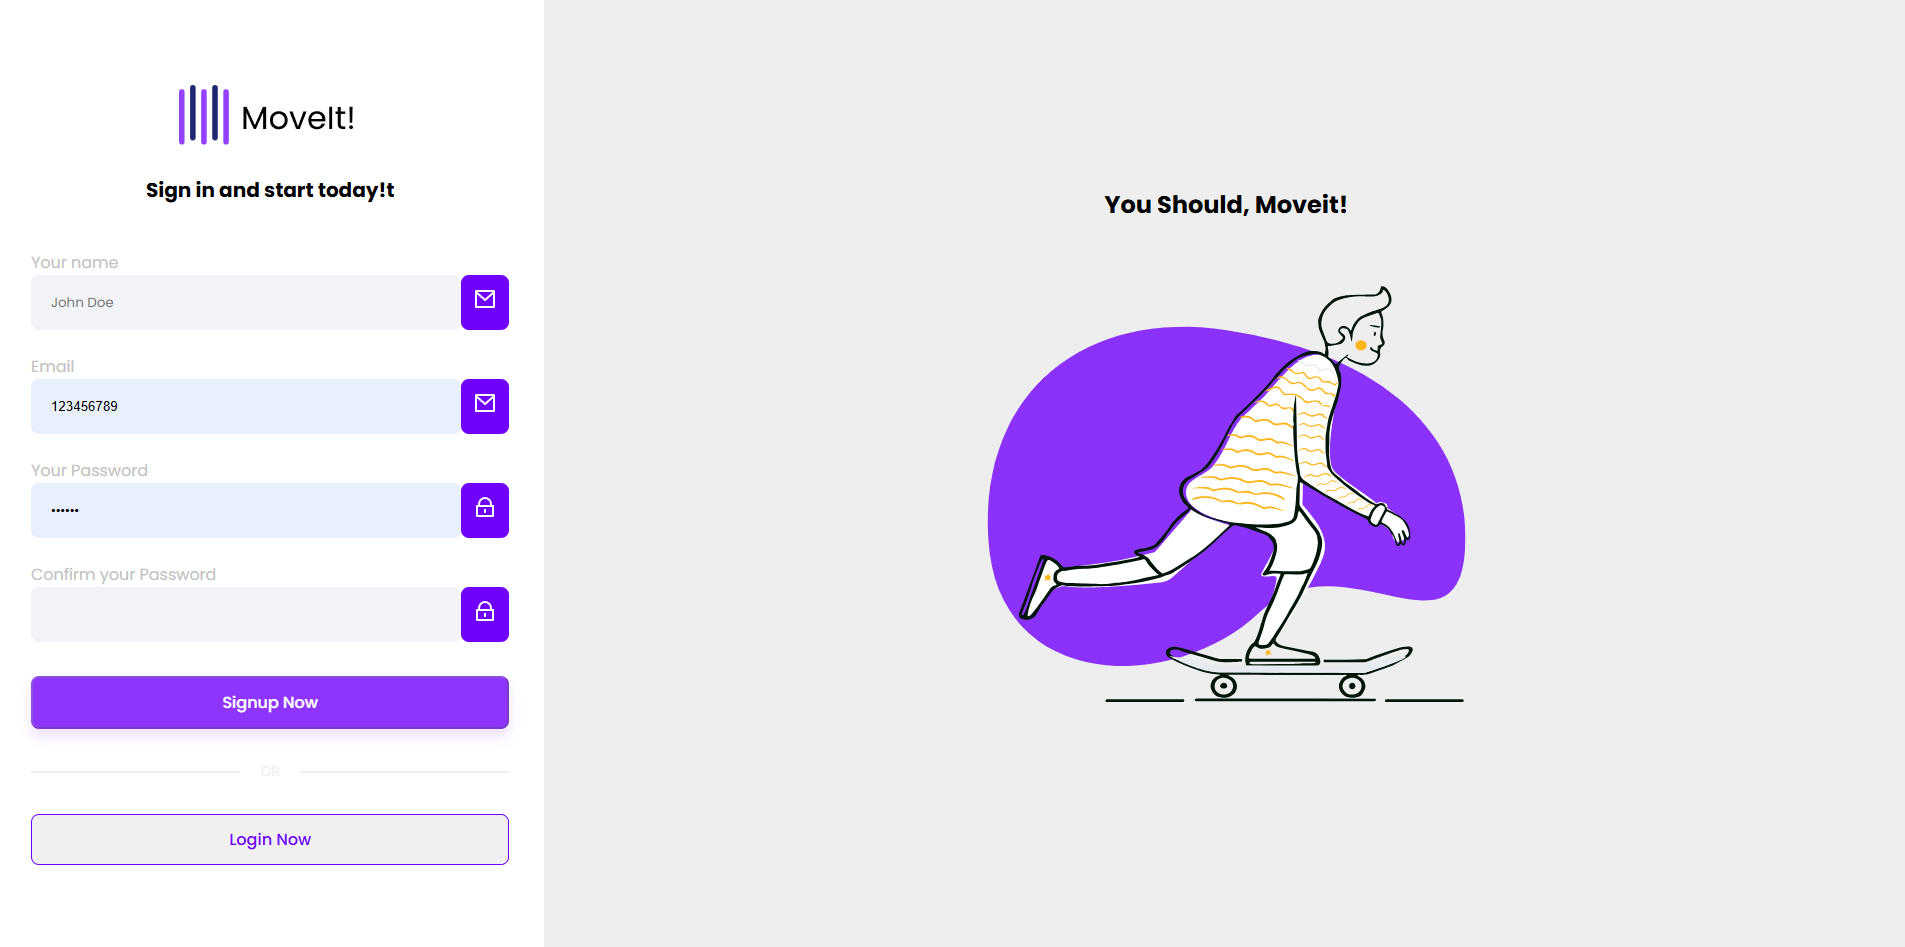 MoveIt!
Sign in and start today!t
Your name
John Doe
Email
123456789
Your Password
••••••
Confirm your Password
Signup Now
OR
Login Now
You Should, Moveit!